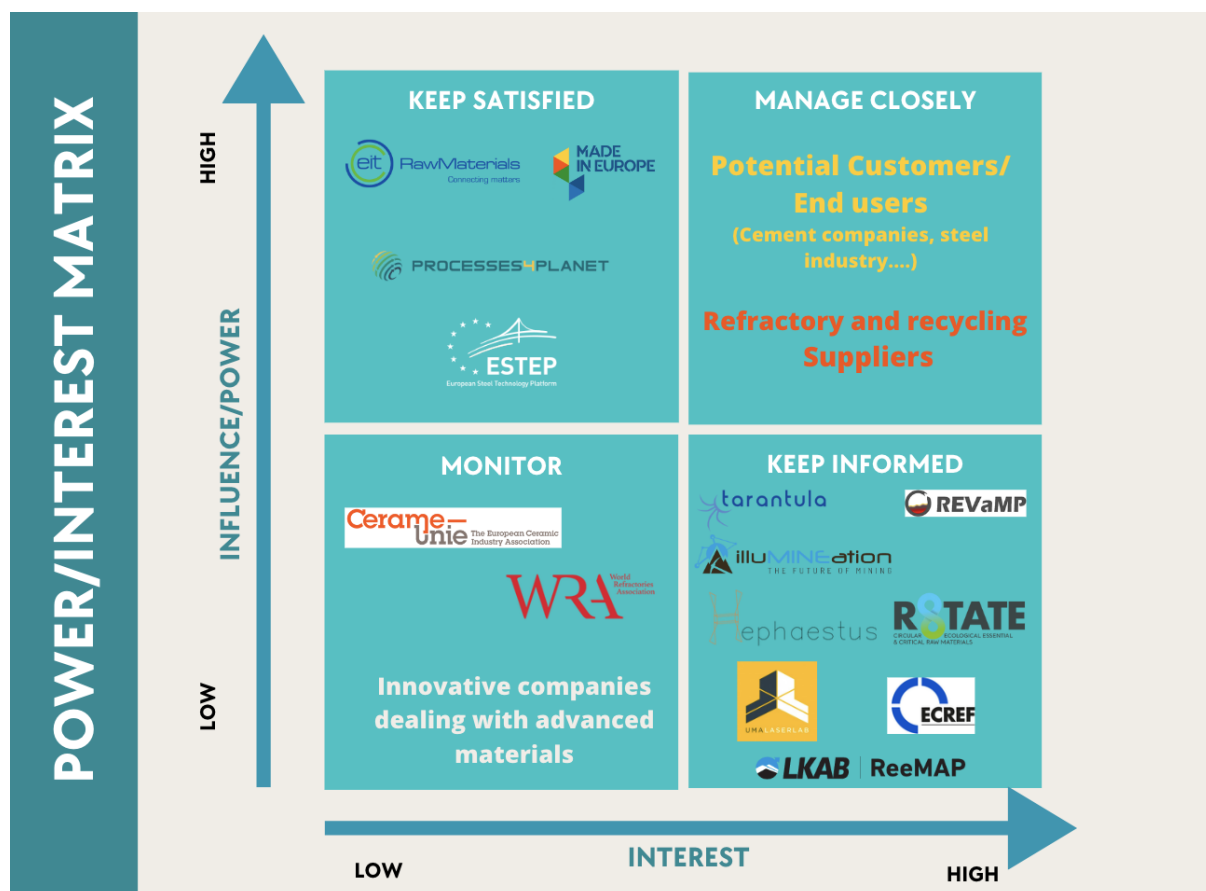 POWER/INTEREST MATRIX
HIGH
INFLUENCE/POWER
LOW
KEEP SATISFIED
eit RawMaterials
Connecting matters
MADE
IN EUROPE
PROCESSES4PLANET
ESTEP
European Steel Technology Platform
MANAGE CLOSELY
Potential Customers/
End users
(Cement companies, steel
industry....)
Refractory and recycling
Suppliers
MONITOR
Cerame-
Unie The European Ceramic
Industry Association
WRA World
Refractories
Association
Innovative companies
dealing with advanced
materials
KEEP INFORMED
tarantula
REVaMP
illuMINEation
THE FUTURE OF MINING
Hephaestus
R8TATE
CIRCULAR ECOLOGICAL ESSENTIAL
& CRITICAL RAW MATERIALS
UMALASERLAB
ECREF
LKAB | ReeMAP
INTEREST
LOW
HIGH